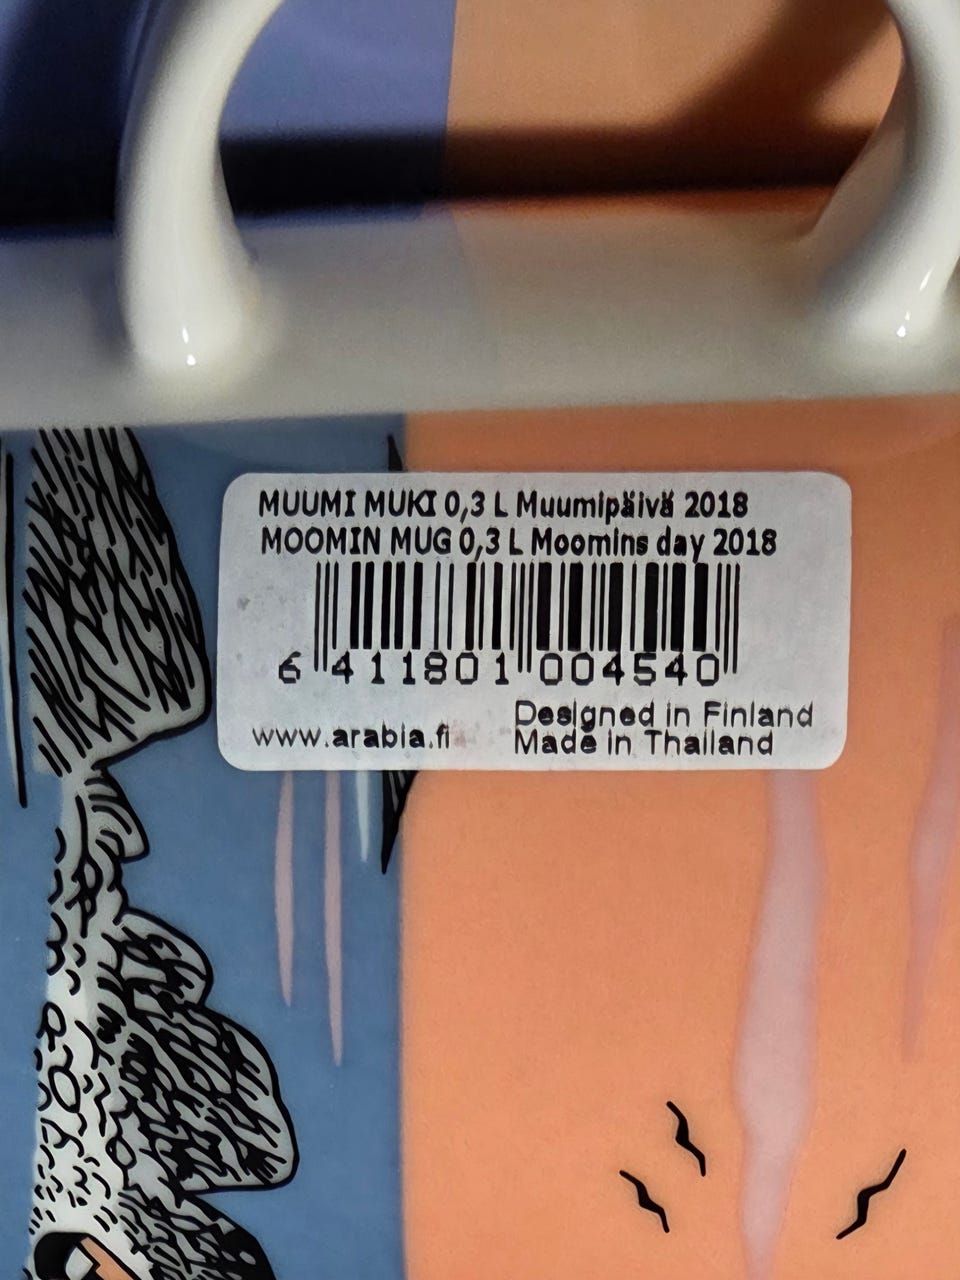 MUUMI MUKI 0,3 L Muumipäivä 2018
MOOMIN MUG 0,3 L Moomins day 2018
6 411801 004540
www.arabia.fi
Designed in Finland
Made in Thailand